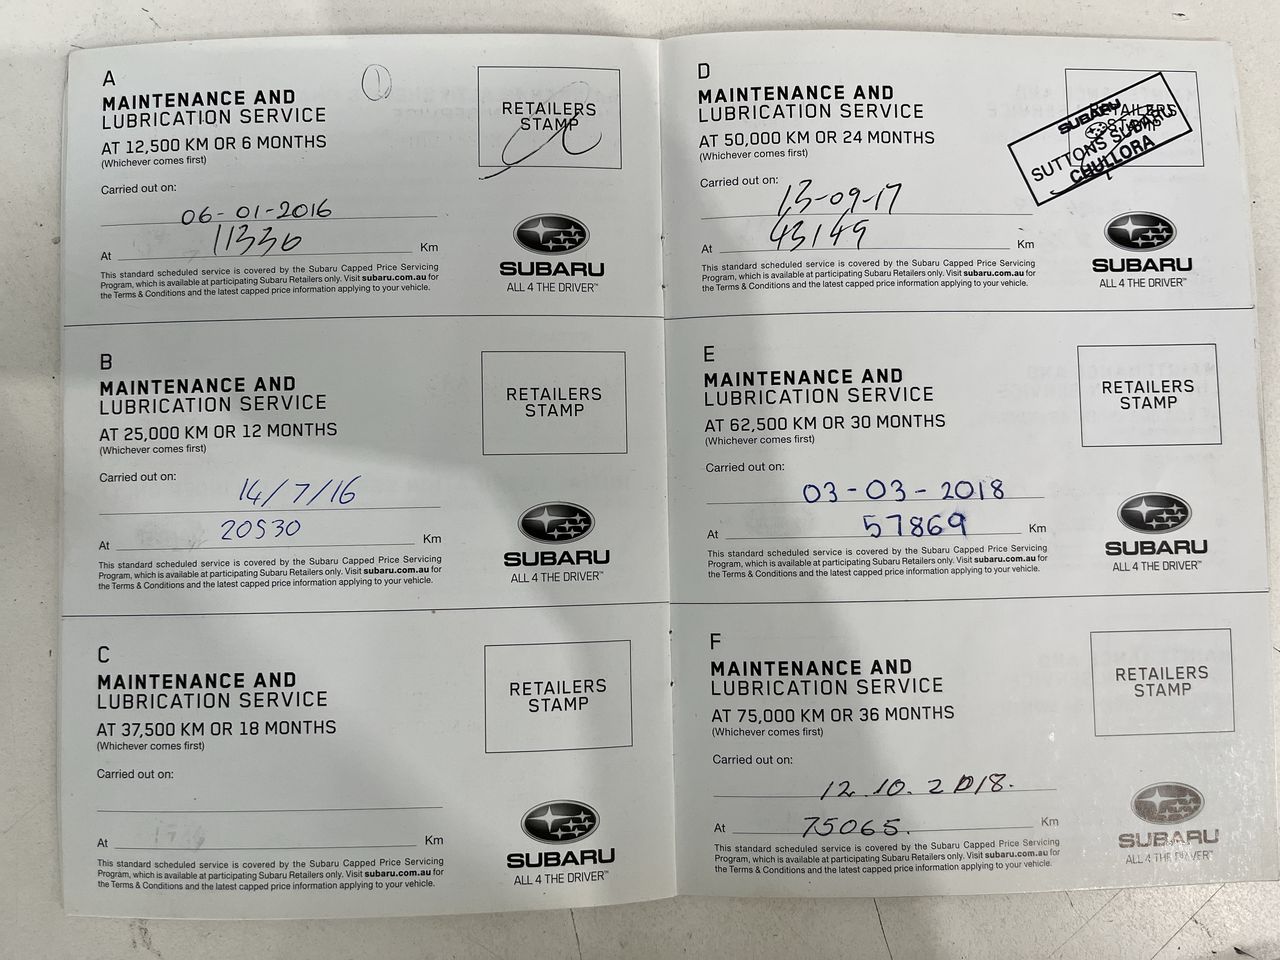 A
MAINTENANCE AND
LUBRICATION SERVICE
AT 12,500 KM OR 6 MONTHS
(Whichever comes first)
RETAILERS
STAMP
Carried out on:
06-01-2016
At 11336 Km
This standard scheduled service is covered by the Subaru Capped Price Servicing
Program, which is available at participating Subaru Retailers only. Visit subaru.com.au for
the Terms & Conditions and the latest capped price information applying to your vehicle.
SUBARU
ALL 4 THE DRIVER™
B
MAINTENANCE AND
LUBRICATION SERVICE
AT 25,000 KM OR 12 MONTHS
(Whichever comes first)
RETAILERS
STAMP
Carried out on:
14/7/16
At 20530 Km
This standard scheduled service is covered by the Subaru Capped Price Servicing
Program, which is available at participating Subaru Retailers only. Visit subaru.com.au for
the Terms & Conditions and the latest capped price information applying to your vehicle.
SUBARU
ALL 4 THE DRIVER™
C
MAINTENANCE AND
LUBRICATION SERVICE
AT 37,500 KM OR 18 MONTHS
(Whichever comes first)
RETAILERS
STAMP
Carried out on:
At Km
This standard scheduled service is covered by the Subaru Capped Price Servicing
Program, which is available at participating Subaru Retailers only. Visit subaru.com.au for
the Terms & Conditions and the latest capped price information applying to your vehicle.
SUBARU
ALL 4 THE DRIVER™
D
MAINTENANCE AND
LUBRICATION SERVICE
AT 50,000 KM OR 24 MONTHS
(Whichever comes first)
RETAILERS
STAMP
SUBARU
SUTTONS SUBARU
CHULLORA
Carried out on:
13-09-17
At 43149 Km
This standard scheduled service is covered by the Subaru Capped Price Servicing
Program, which is available at participating Subaru Retailers only. Visit subaru.com.au for
the Terms & Conditions and the latest capped price information applying to your vehicle.
SUBARU
ALL 4 THE DRIVER™
E
MAINTENANCE AND
LUBRICATION SERVICE
AT 62,500 KM OR 30 MONTHS
(Whichever comes first)
RETAILERS
STAMP
Carried out on:
03-03-2018
At 57869 Km
This standard scheduled service is covered by the Subaru Capped Price Servicing
Program, which is available at participating Subaru Retailers only. Visit subaru.com.au for
the Terms & Conditions and the latest capped price information applying to your vehicle.
SUBARU
ALL 4 THE DRIVER™
F
MAINTENANCE AND
LUBRICATION SERVICE
AT 75,000 KM OR 36 MONTHS
(Whichever comes first)
RETAILERS
STAMP
Carried out on:
12.10.2018.
At 75065. Km
This standard scheduled service is covered by the Subaru Capped Price Servicing
Program, which is available at participating Subaru Retailers only. Visit subaru.com.au for
the Terms & Conditions and the latest capped price information applying to your vehicle.
SUBARU
ALL 4 THE DRIVER™